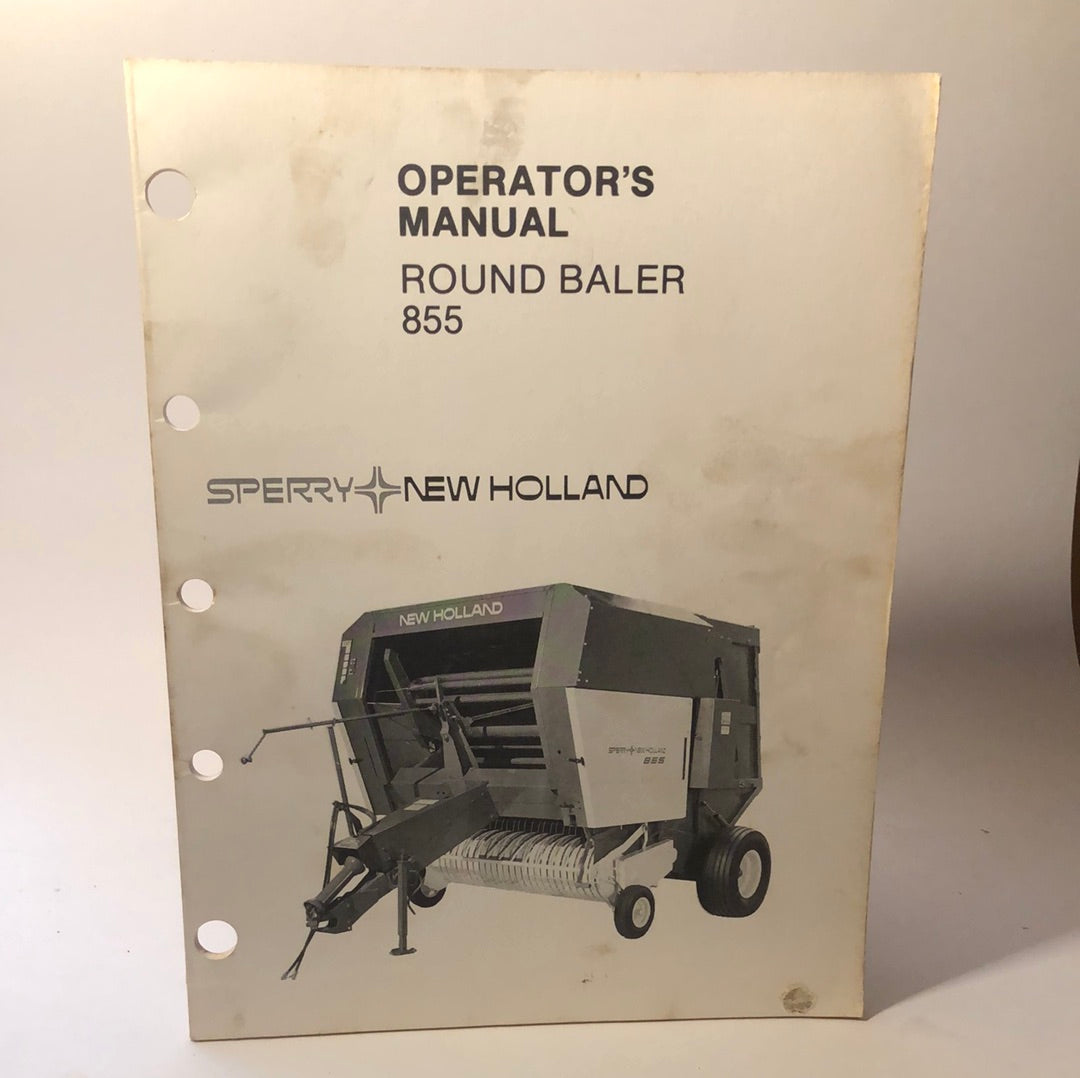 OPERATOR'S
MANUAL
ROUND BALER
855
SPERRY NEW HOLLAND
NEW HOLLAND
SPERRY NEW HOLLAND
855